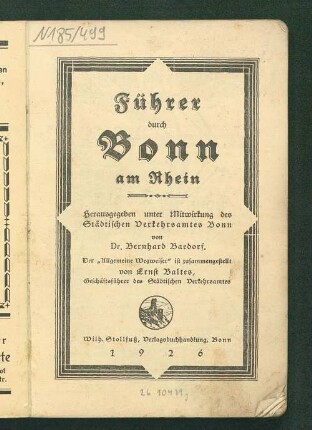 N185/499
Führer
durch
Bonn
am Rhein
Herausgegeben unter Mitwirkung des
Städtischen Verkehrsamtes Bonn
von
Dr. Bernhard Baedorf.
Der „Allgemeine Wegweiser“ ist zusammengestellt
von Ernst Baltes,
Geschäftsführer des Städtischen Verkehrsamtes
Wilh. Stollfuß, Verlagsbuchhandlung, Bonn
1926